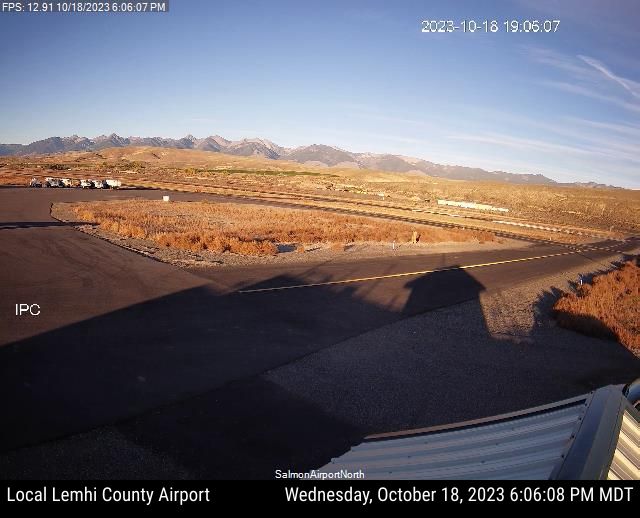 FPS: 12.91 10/18/2023 6:06:07 PM
2023-10-18 19:06:07
IPC
SalmonAirportNorth
Local Lemhi County Airport Wednesday, October 18, 2023 6:06:08 PM MDT